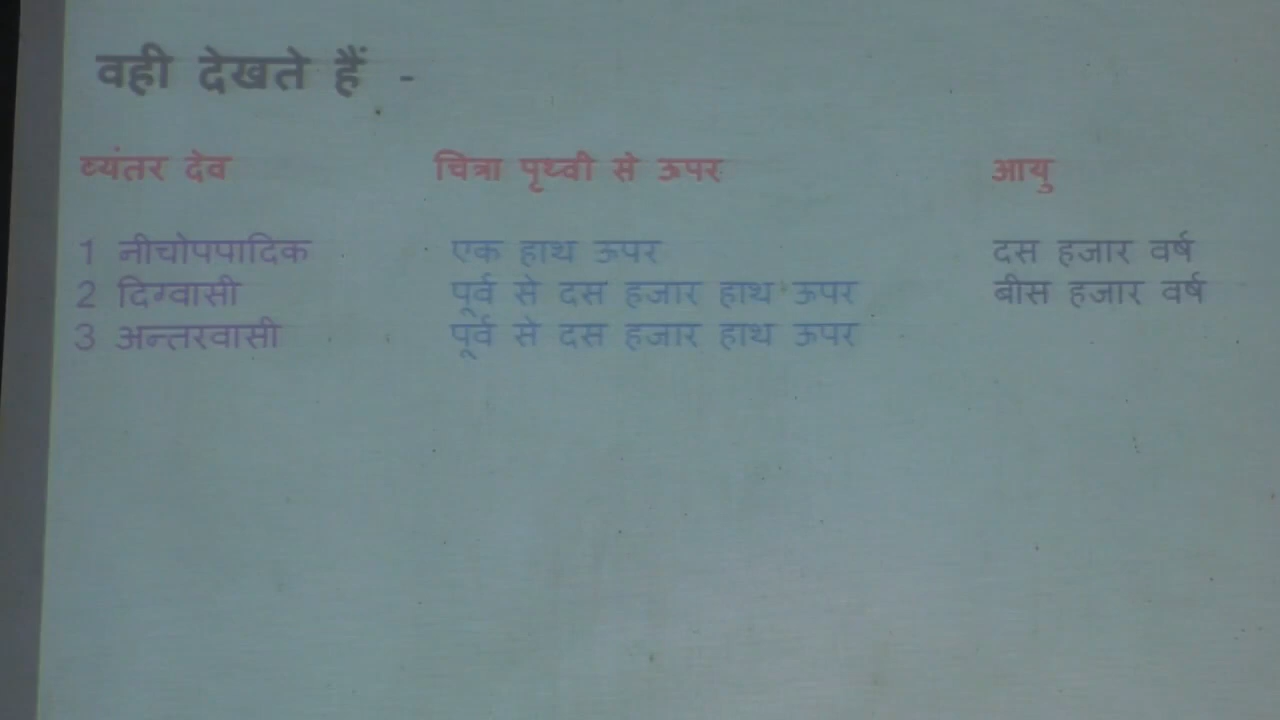 वही देखते हैं -
व्यंतर देव चित्रा पृथ्वी से ऊपर आयु
1 नीचोपपादिक एक हाथ ऊपर दस हजार वर्ष
2 दिग्वासी पूर्व से दस हजार हाथ ऊपर बीस हजार वर्ष
3 अन्तरवासी पूर्व से दस हजार हाथ ऊपर